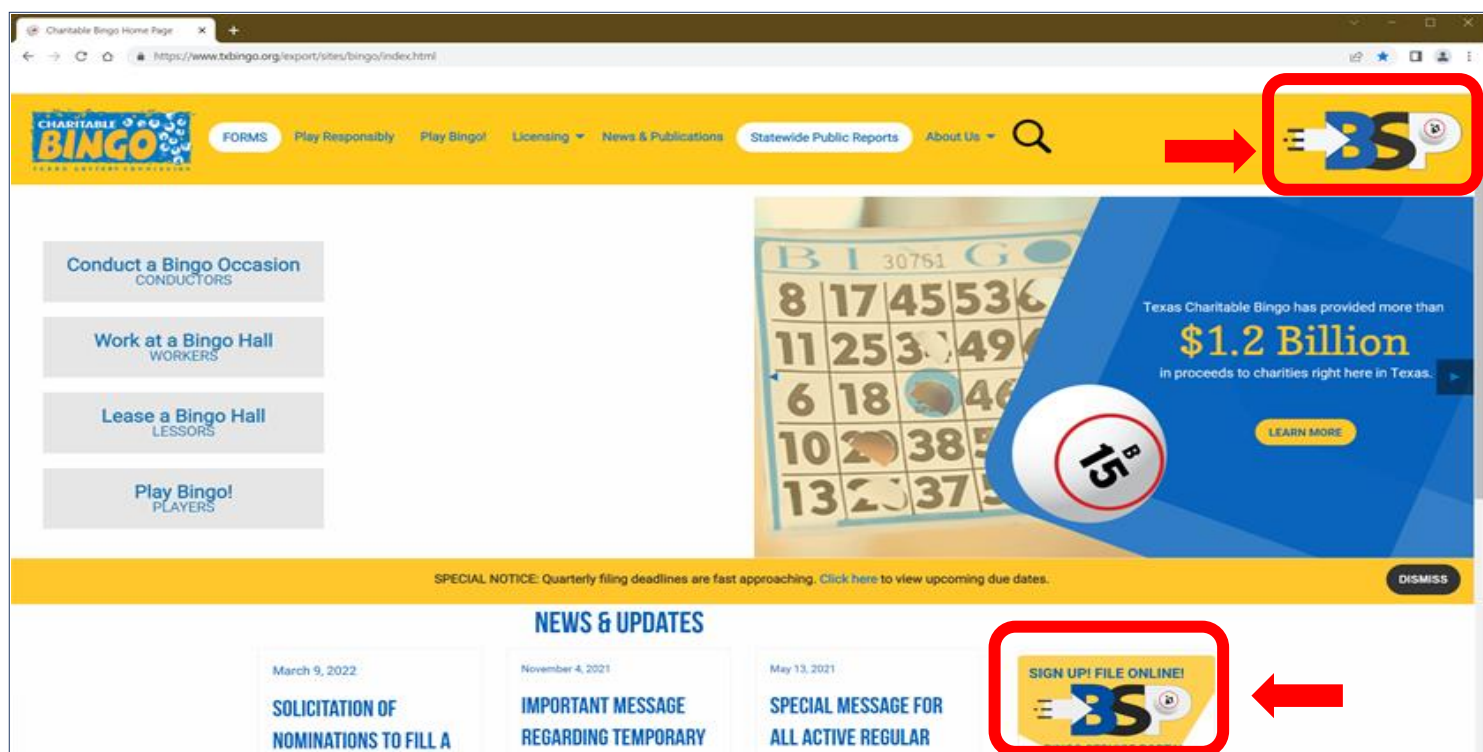 Charitable Bingo Home Page
https://www.txbingo.org/export/sites/bingo/index.html
CHARITABLE
BINGO
TEXAS LOTTERY COMMISSION
FORMS Play Responsibly Play Bingo! Licensing News & Publications Statewide Public Reports About Us
BSP
Conduct a Bingo Occasion
CONDUCTORS
Work at a Bingo Hall
WORKERS
Lease a Bingo Hall
LESSORS
Play Bingo!
PLAYERS
B I 30761 G
8 17 45 53
11 25 49
6 18 46
10 38
13 37
15 B
Texas Charitable Bingo has provided more than
$1.2 Billion
in proceeds to charities right here in Texas.
LEARN MORE
SPECIAL NOTICE: Quarterly filing deadlines are fast approaching. Click here to view upcoming due dates.
DISMISS
NEWS & UPDATES
March 9, 2022
SOLICITATION OF
NOMINATIONS TO FILL A
November 4, 2021
IMPORTANT MESSAGE
REGARDING TEMPORARY
May 13, 2021
SPECIAL MESSAGE FOR
ALL ACTIVE REGULAR
SIGN UP! FILE ONLINE!
BSP